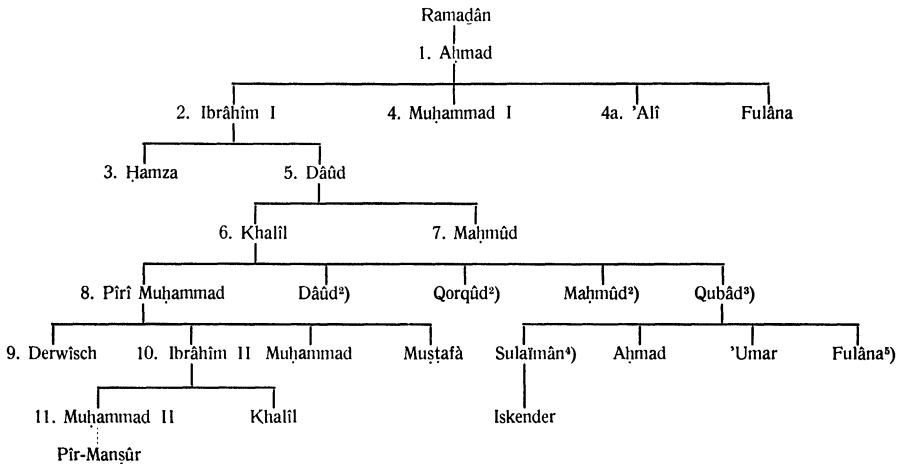 Ramaḍân
1. Aḥmad
2. Ibrâhîm I 4. Muḥammad I 4a. 'Alî Fulâna
3. Ḥamza 5. Dâûd
6. Khalîl 7. Maḥmûd
8. Pîrî Muḥammad Dâûd²) Qorqûd²) Maḥmûd²) Qubâd³)
9. Derwîsch 10. Ibrâhîm II Muḥammad Muṣṭafà Sulaïmân⁴) Aḥmad 'Umar Fulâna⁵)
11. Muḥammad II Khalîl Iskender
Pîr-Manṣûr